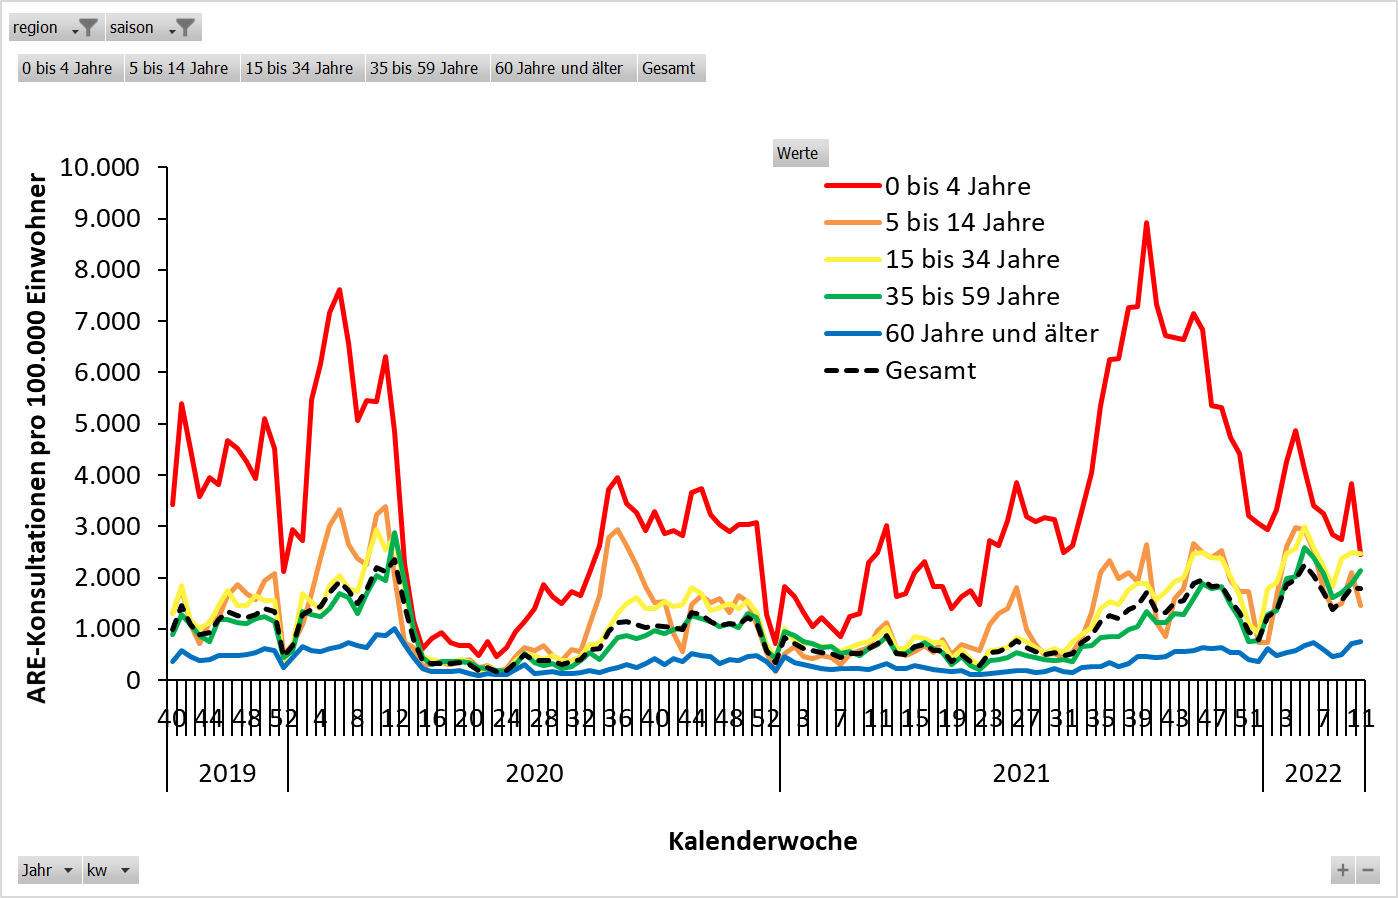 region saison
0 bis 4 Jahre 5 bis 14 Jahre 15 bis 34 Jahre 35 bis 59 Jahre 60 Jahre und älter Gesamt
Werte
0 bis 4 Jahre
5 bis 14 Jahre
15 bis 34 Jahre
35 bis 59 Jahre
60 Jahre und älter
Gesamt
ARE-Konsultationen pro 100.000 Einwohner
10.000
9.000
8.000
7.000
6.000
5.000
4.000
3.000
2.000
1.000
0
40 44 48 52 4 8 12 16 20 24 28 32 36 40 44 48 52 3 7 11 15 19 23 27 31 35 39 43 47 51 3 7 11
2019 2020 2021 2022
Kalenderwoche
Jahr kw